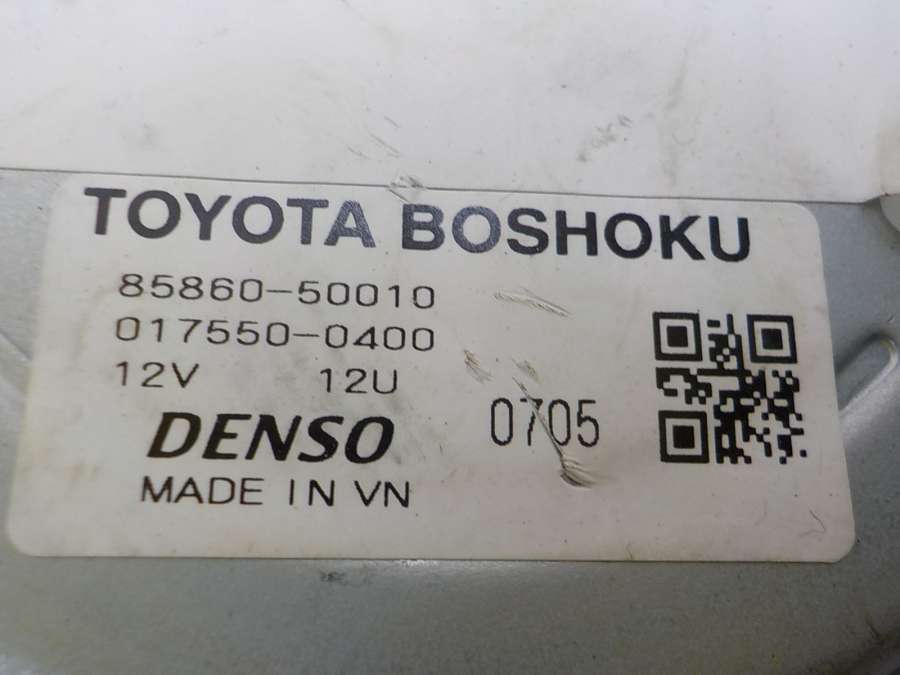 TOYOTA BOSHOKU
85860-50010
017550-0400
12V 12U
DENSO 0705
MADE IN VN